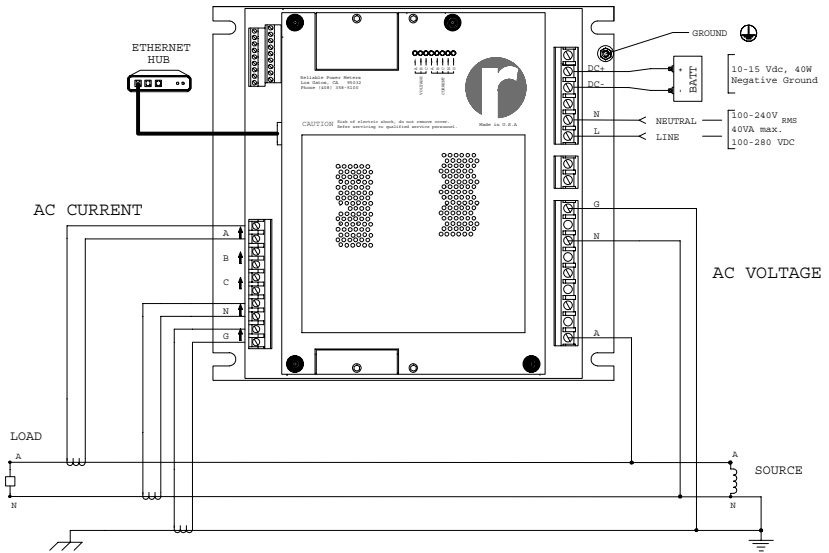 ETHERNET
HUB
Reliable Power Meters
Los Gatos, CA 95032
Phone (408) 358-5100
VOLTAGE
CURRENT
r
Made in U.S.A
CAUTION Risk of electric shock, do not remove cover.
Refer servicing to qualified service personnel.
GROUND
DC+
DC-
+
-
BATT
10-15 Vdc, 40W
Negative Ground
N
L
NEUTRAL
LINE
100-240V RMS
40VA max.
100-280 VDC
AC CURRENT
A
B
C
N
G
G
N
A
AC VOLTAGE
LOAD
A
N
A
N
SOURCE